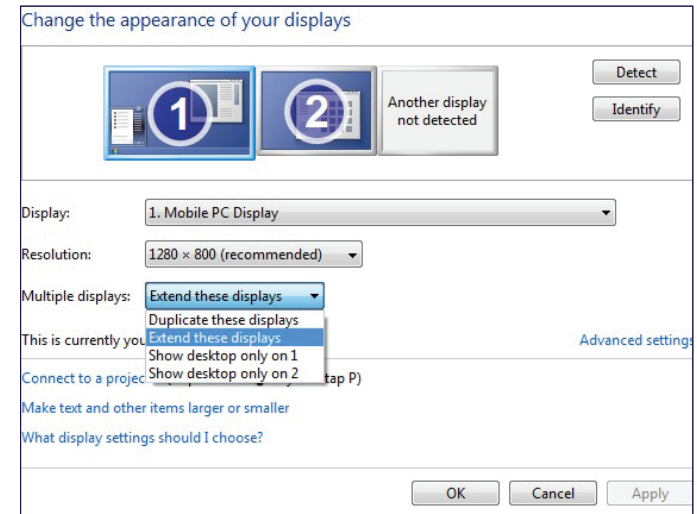 Change the appearance of your displays
1
2
Another display
not detected
Detect
Identify
Display:
1. Mobile PC Display
Resolution:
1280 × 800 (recommended)
Multiple displays:
Extend these displays
Duplicate these displays
Extend these displays
Show desktop only on 1
Show desktop only on 2
This is currently you
Advanced settings
Connect to a projec
tap P)
Make text and other items larger or smaller
What display settings should I choose?
OK
Cancel
Apply